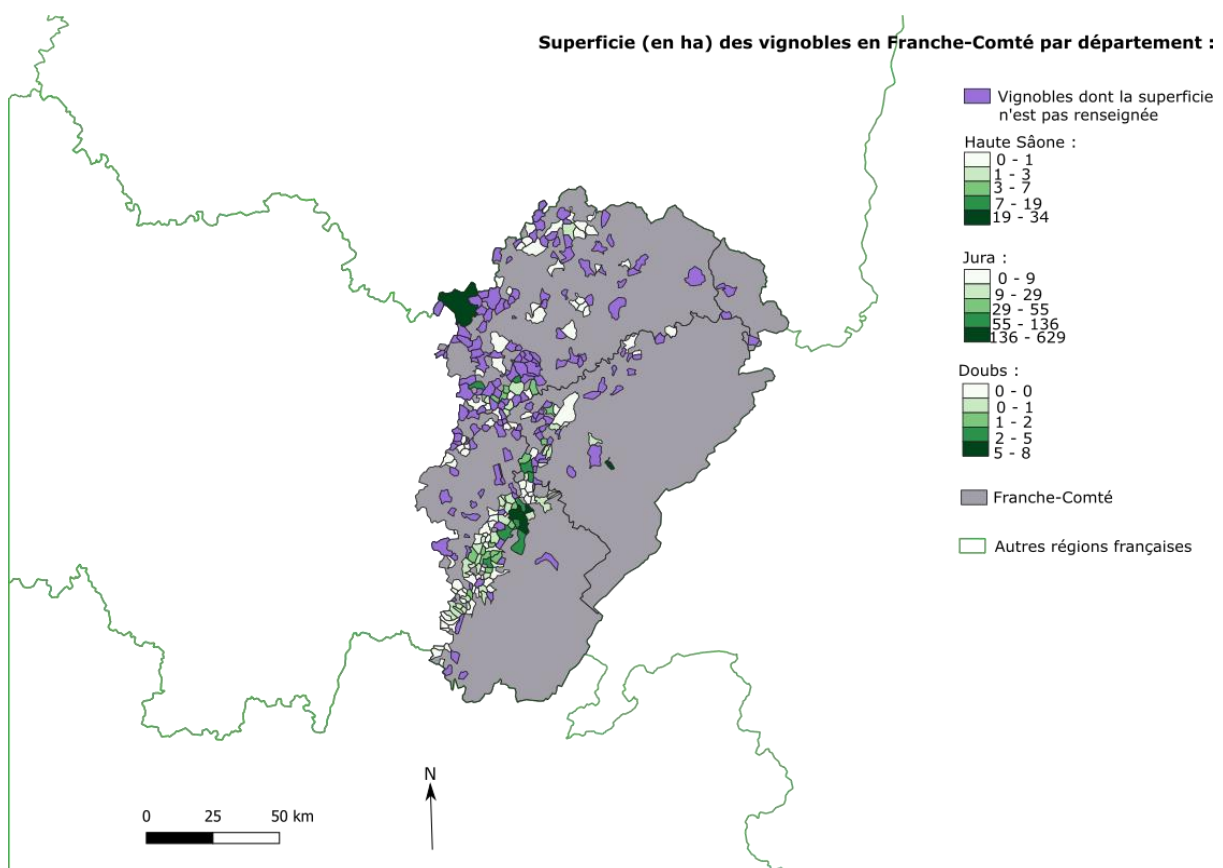 Superficie (en ha) des vignobles en Franche-Comté par département :
Vignobles dont la superficie
n'est pas renseignée
Haute Sâone :
0 - 1
1 - 3
3 - 7
7 - 19
19 - 34
Jura :
0 - 9
9 - 29
29 - 55
55 - 136
136 - 629
Doubs :
0 - 0
0 - 1
1 - 2
2 - 5
5 - 8
Franche-Comté
Autres régions françaises
N
0 25 50 km